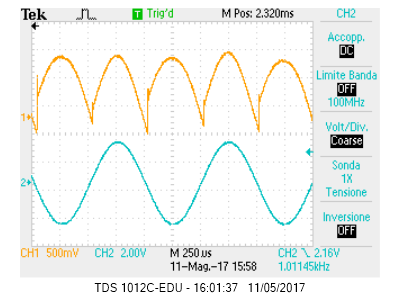 Tek T Trig'd M Pos: 2.320ms CH2
Accopp.
DC
Limite Banda
OFF
100MHz
1
Volt/Div.
Coarse
2
Sonda
1X
Tensione
Inversione
OFF
CH1 500mV CH2 2.00V M 250µs CH2 2.16V
11-Mag.-17 15:58 1.01145kHz
TDS 1012C-EDU - 16:01:37 11/05/2017